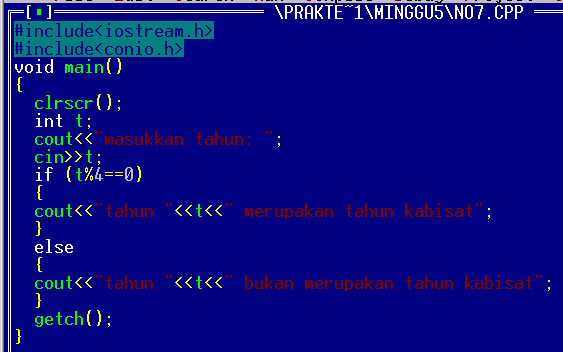 [▪]
\PRAKTE~1\MINGGU5\NO7.CPP
#include<iostream.h>
#include<conio.h>
void main()
{
clrscr();
int t;
cout<<"masukkan tahun: ";
cin>>t;
if (t%4==0)
{
cout<<"tahun "<<t<<" merupakan tahun kabisat";
}
else
{
cout<<"tahun "<<t<<" bukan merupakan tahun kabisat";
}
getch();
}